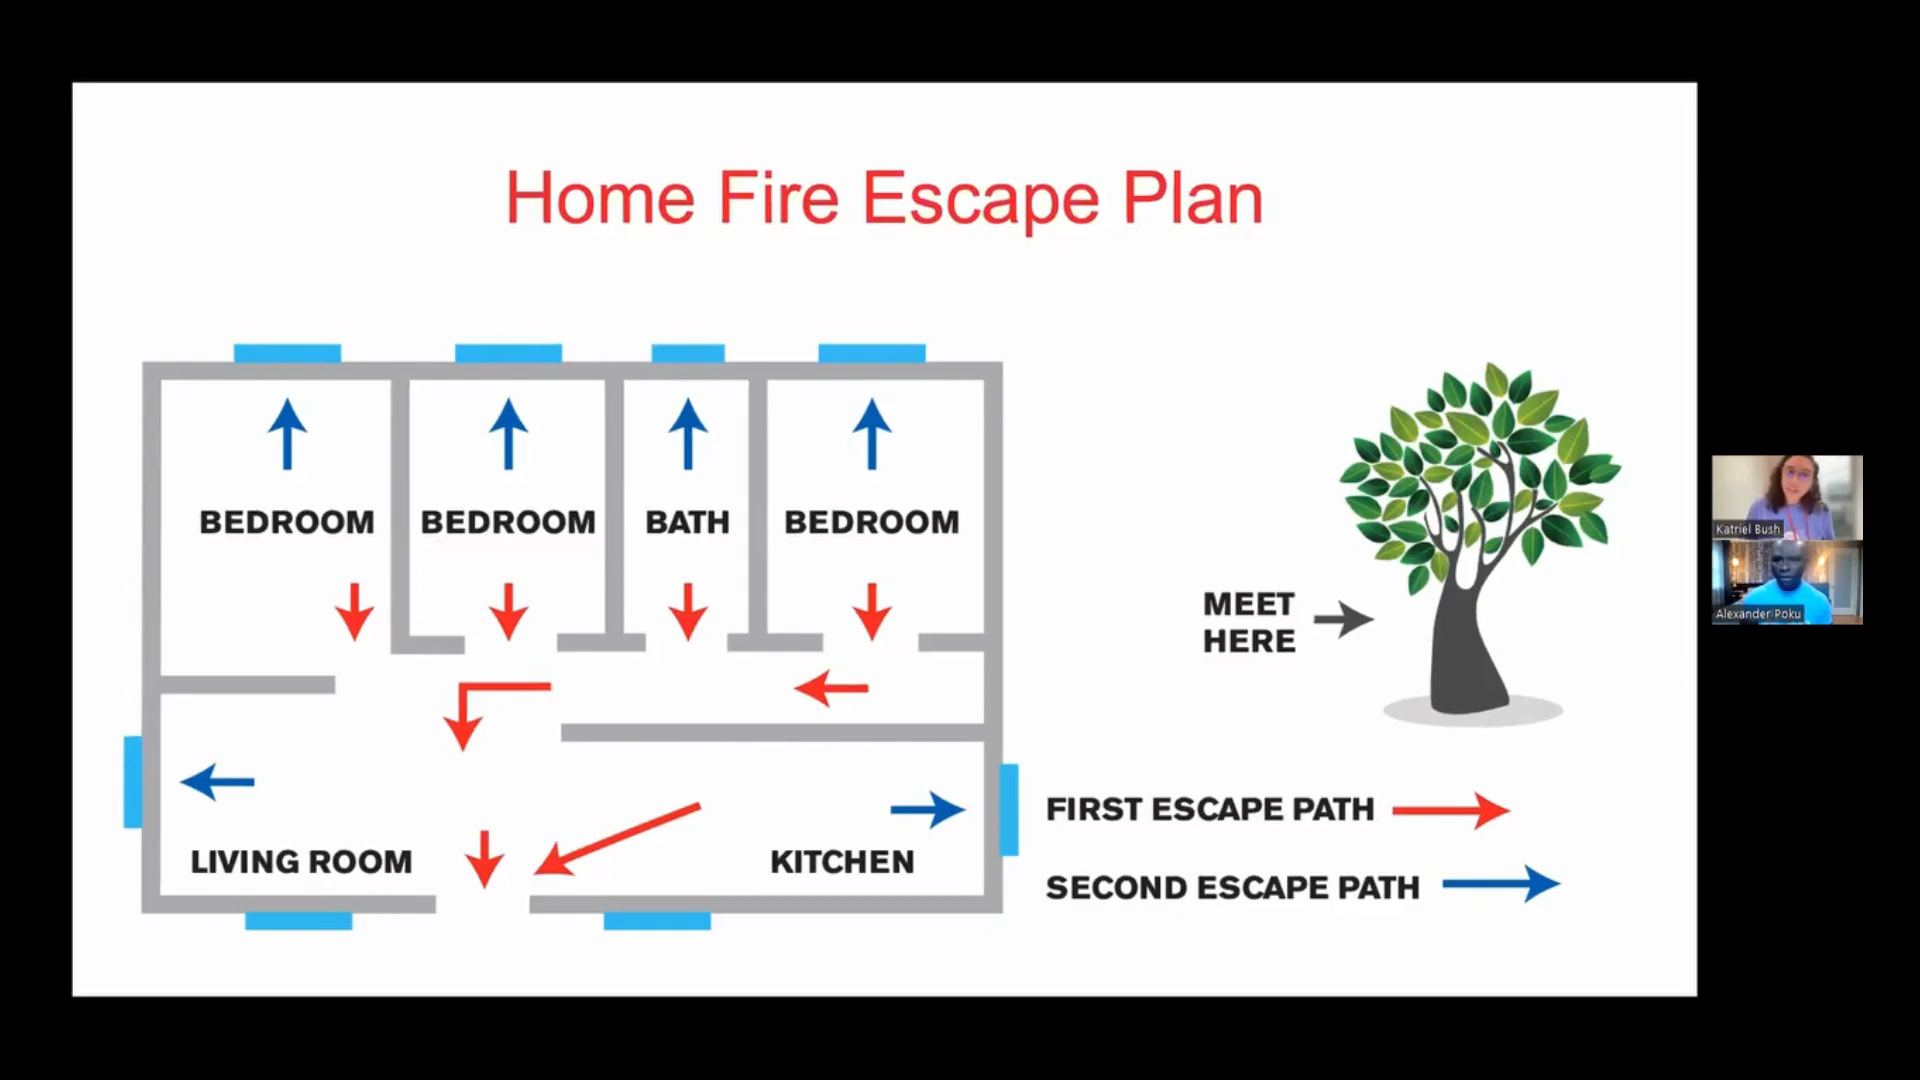 Home Fire Escape Plan
BEDROOM
BEDROOM
BATH
BEDROOM
MEET
HERE
LIVING ROOM
KITCHEN
FIRST ESCAPE PATH
SECOND ESCAPE PATH
Katriel Bush
Alexander Poku